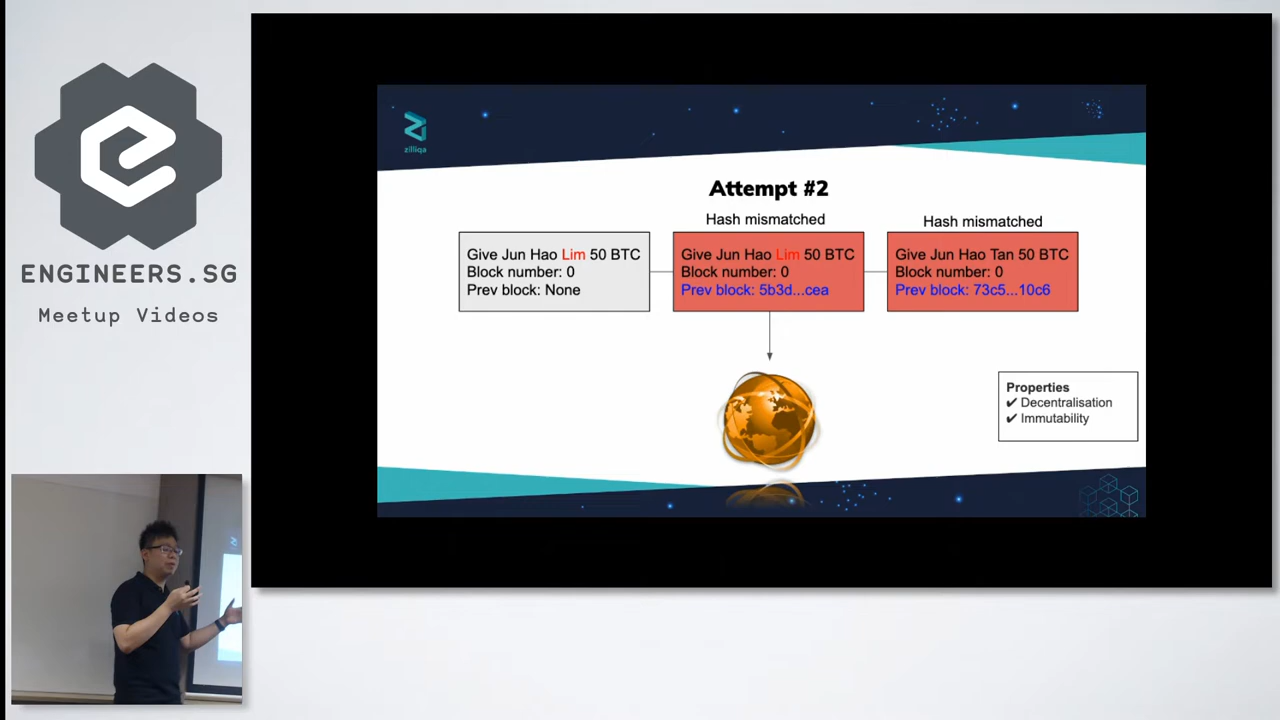 ENGINEERS.SG
Meetup Videos
zilliqa
Attempt #2
Hash mismatched
Hash mismatched
Give Jun Hao Lim 50 BTC
Block number: 0
Prev block: None
Give Jun Hao Lim 50 BTC
Block number: 0
Prev block: 5b3d...cea
Give Jun Hao Tan 50 BTC
Block number: 0
Prev block: 73c5...10c6
Properties
✔ Decentralisation
✔ Immutability